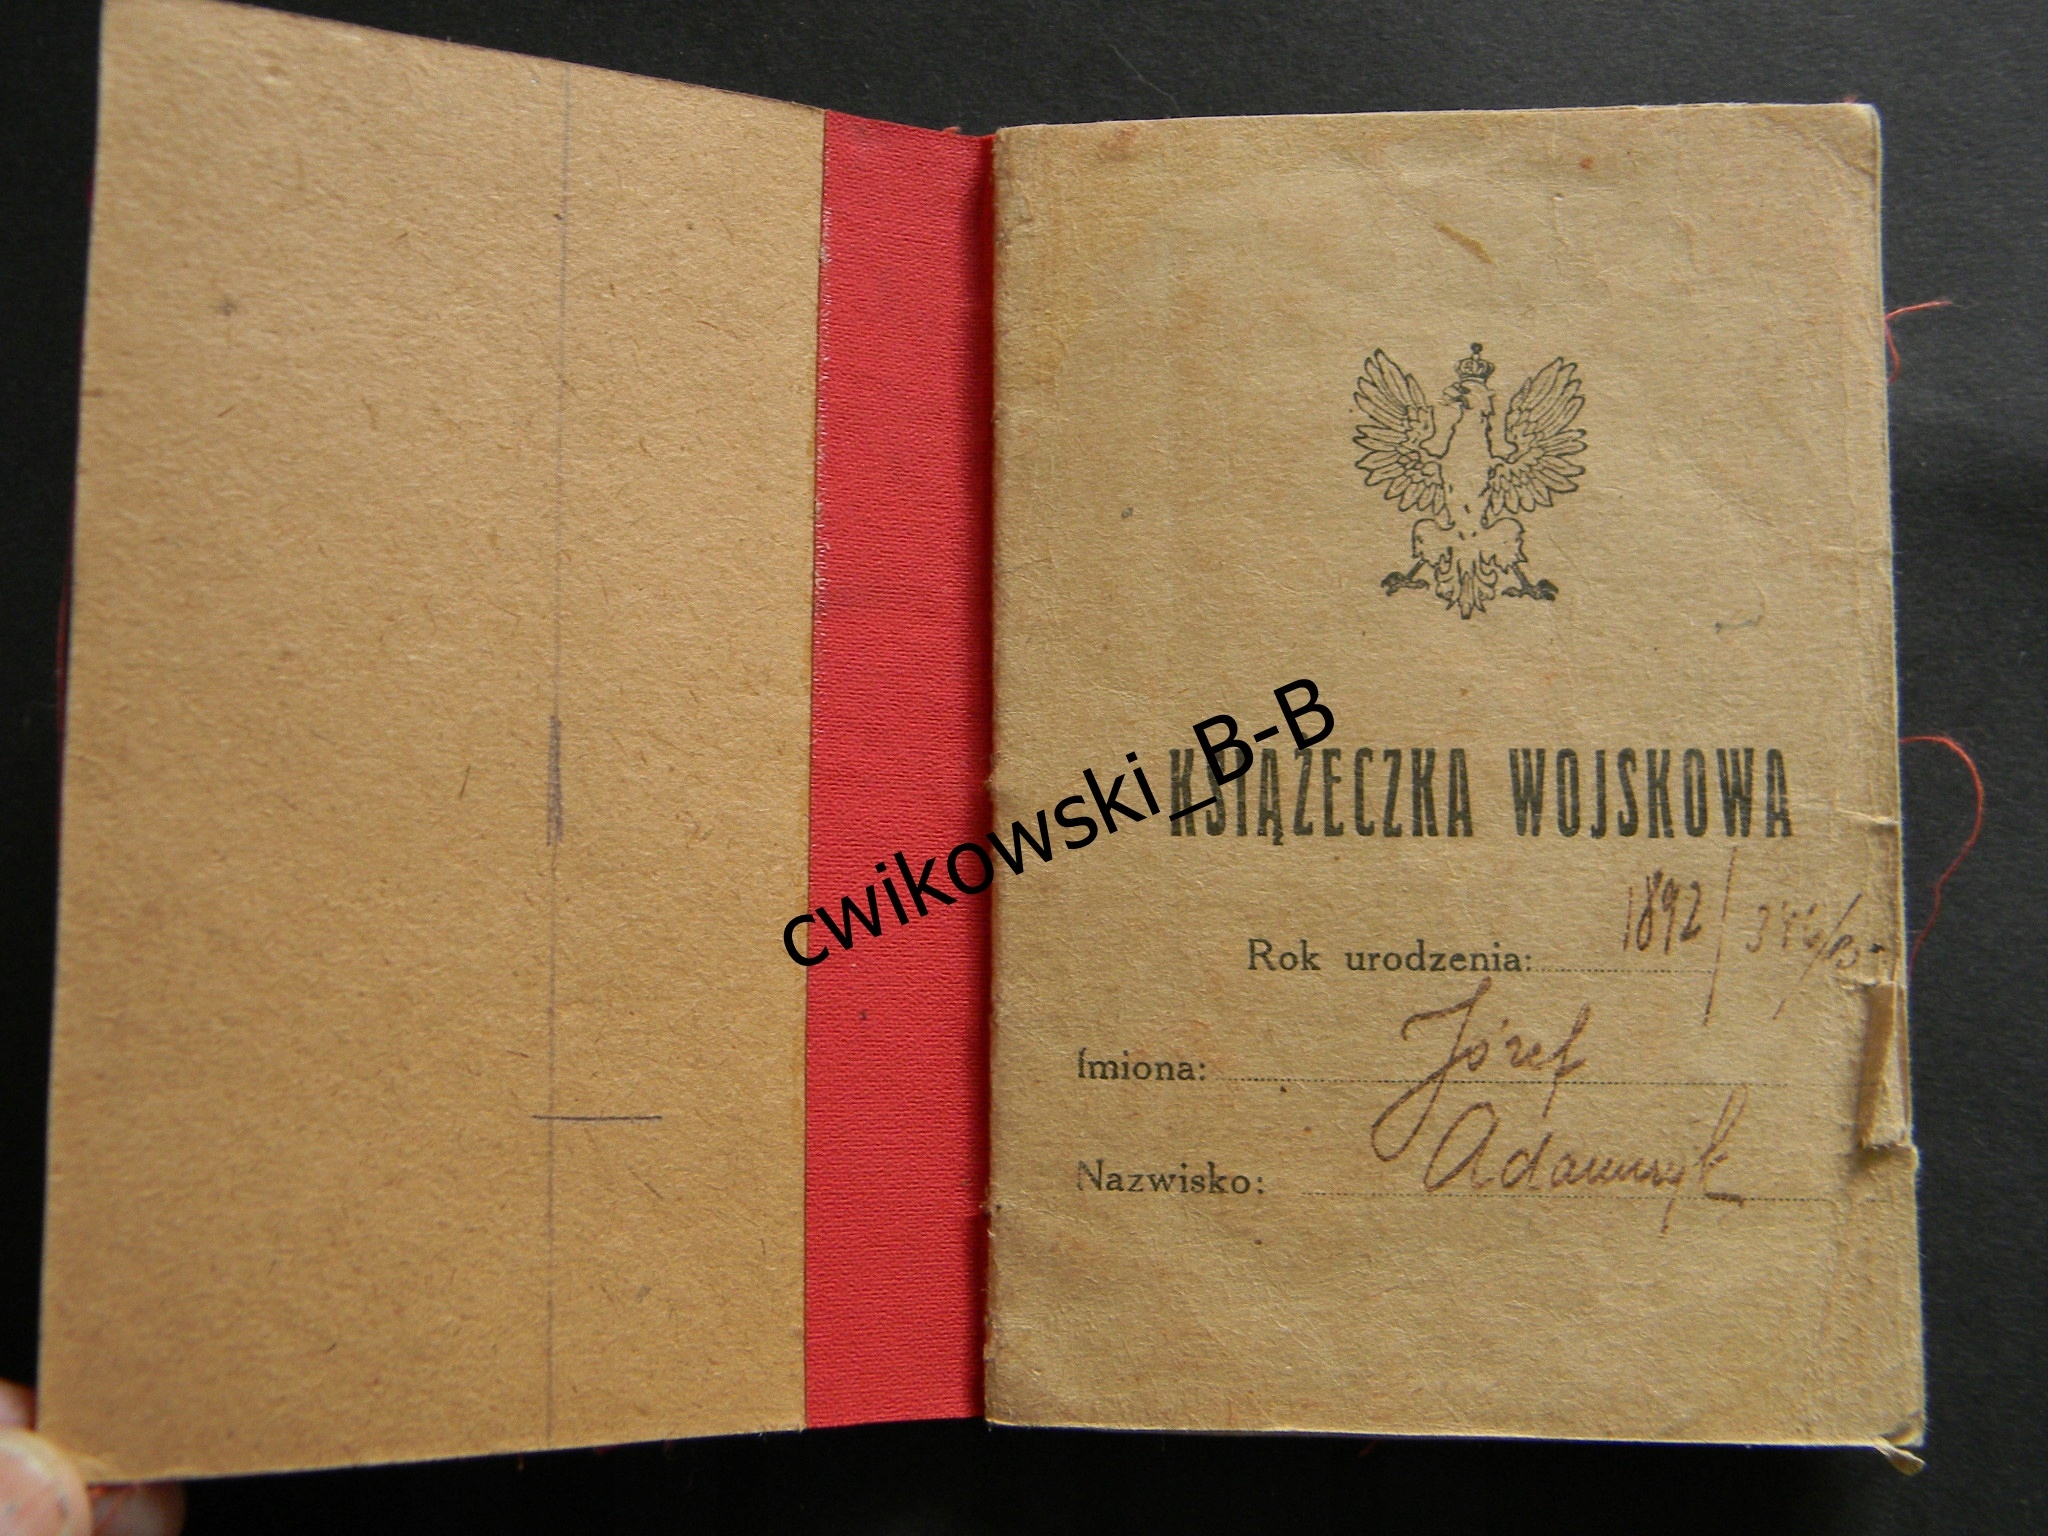 KSIĄŻECZKA WOJSKOWA
Rok urodzenia: 1892
Imiona: Józef
Nazwisko: Adamczyk
cwikowski_B-B